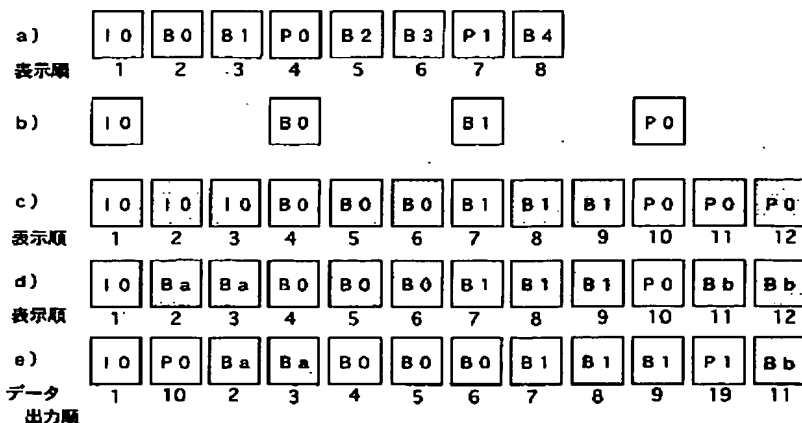 a) I0 B0 B1 P0 B2 B3 P1 B4
表示順 1 2 3 4 5 6 7 8
b) I0 B0 B1 P0
c) I0 I0 I0 B0 B0 B0 B1 B1 B1 P0 P0 P0
表示順 1 2 3 4 5 6 7 8 9 10 11 12
d) I0 Ba Ba B0 B0 B0 B1 B1 B1 P0 Bb Bb
表示順 1 2 3 4 5 6 7 8 9 10 11 12
e) I0 P0 Ba Ba B0 B0 B0 B1 B1 B1 P1 Bb
データ 1 10 2 3 4 5 6 7 8 9 19 11
出力順